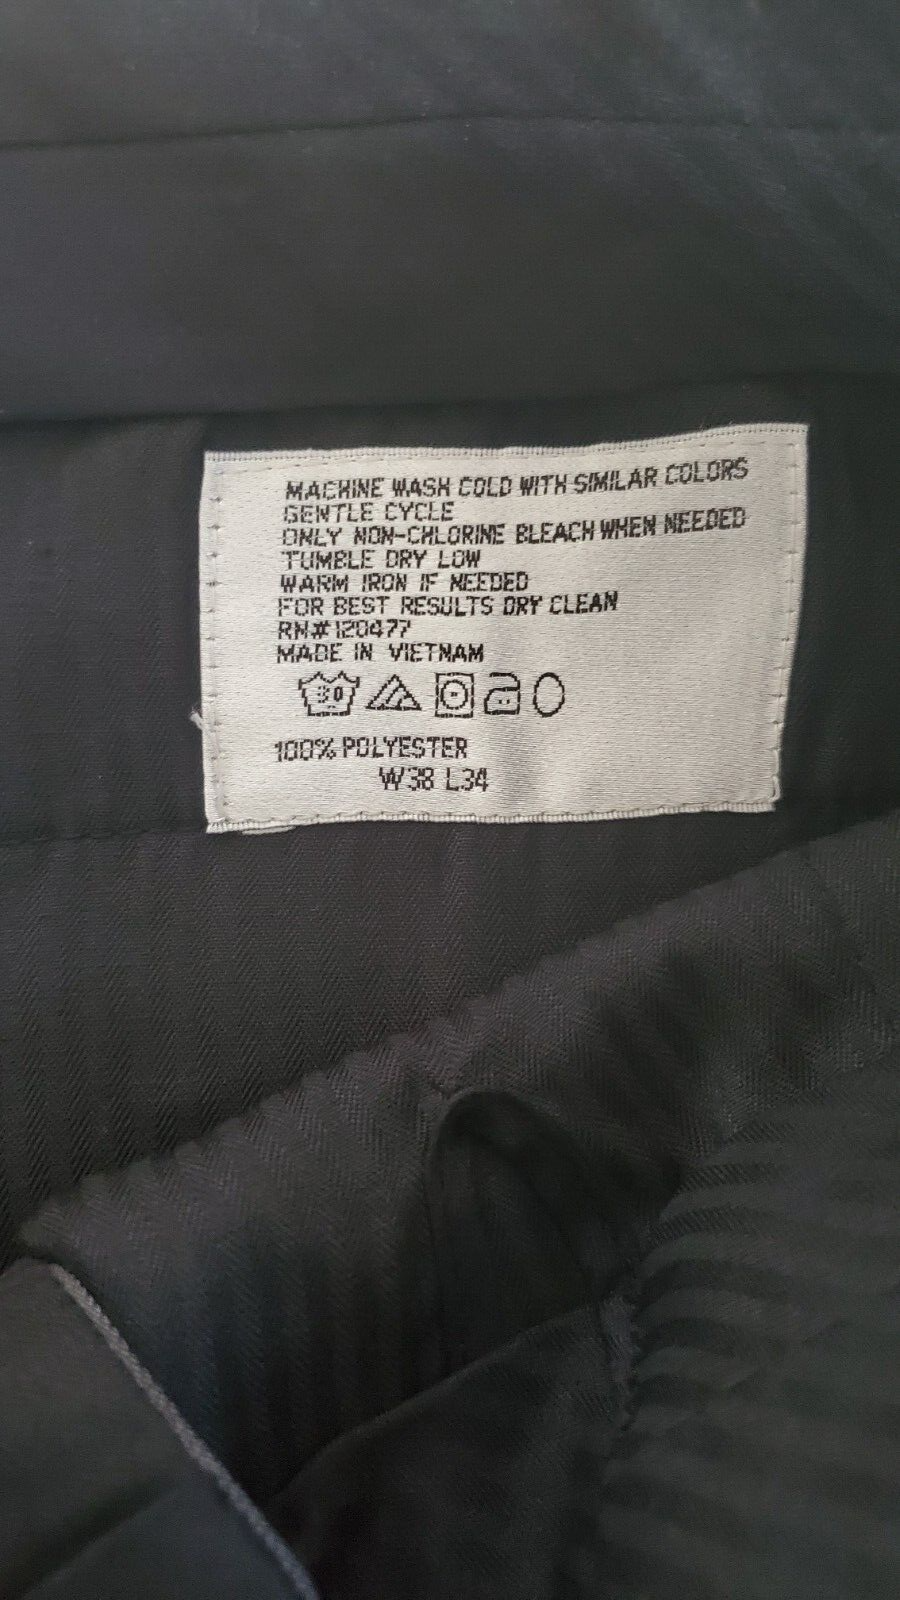 MACHINE WASH COLD WITH SIMILAR COLORS
GENTLE CYCLE
ONLY NON-CHLORINE BLEACH WHEN NEEDED
TUMBLE DRY LOW
WARM IRON IF NEEDED
FOR BEST RESULTS DRY CLEAN
RN#120477
MADE IN VIETNAM
30
100% POLYESTER
W38 L34